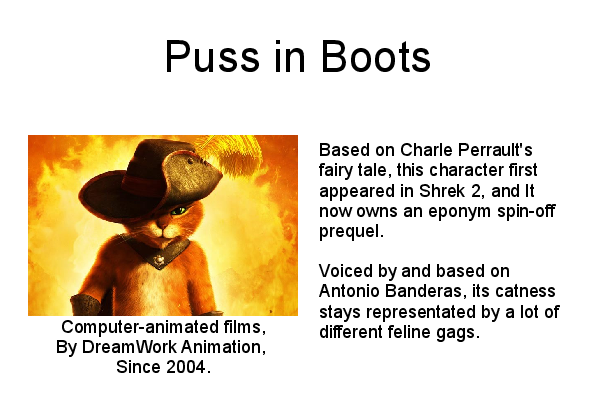 Puss in Boots
Based on Charle Perrault's
fairy tale, this character first
appeared in Shrek 2, and It
now owns an eponym spin-off
prequel.
Voiced by and based on
Antonio Banderas, its catness
stays representated by a lot of
different feline gags.
Computer-animated films,
By DreamWork Animation,
Since 2004.